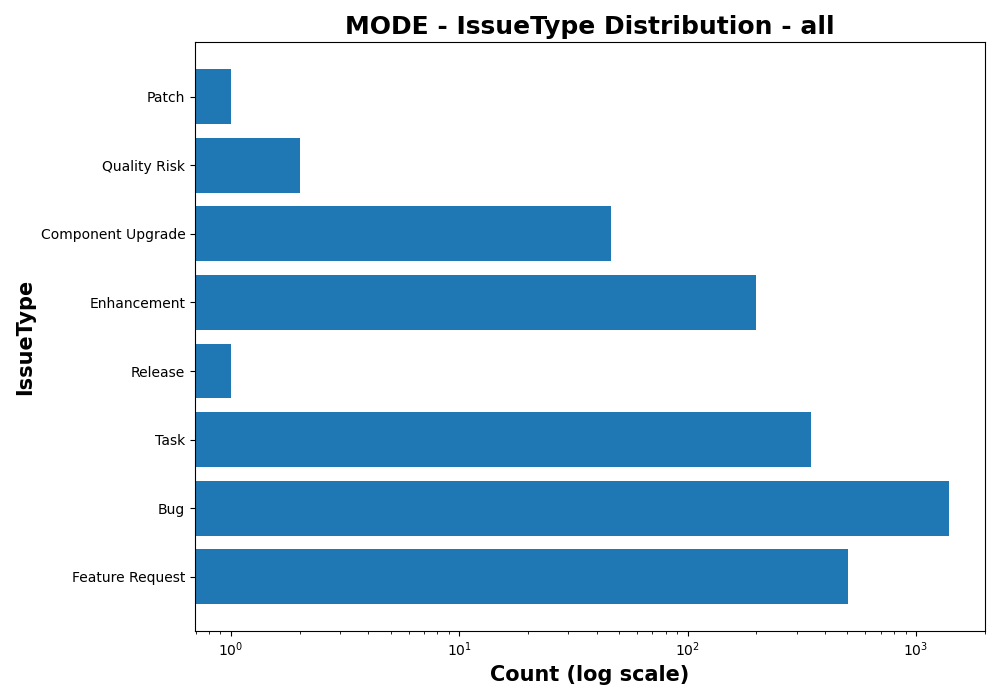 MODE - IssueType Distribution - all
Patch
Quality Risk
Component Upgrade
Enhancement
Release
Task
Bug
Feature Request
IssueType
10⁰ 10¹ 10² 10³
Count (log scale)